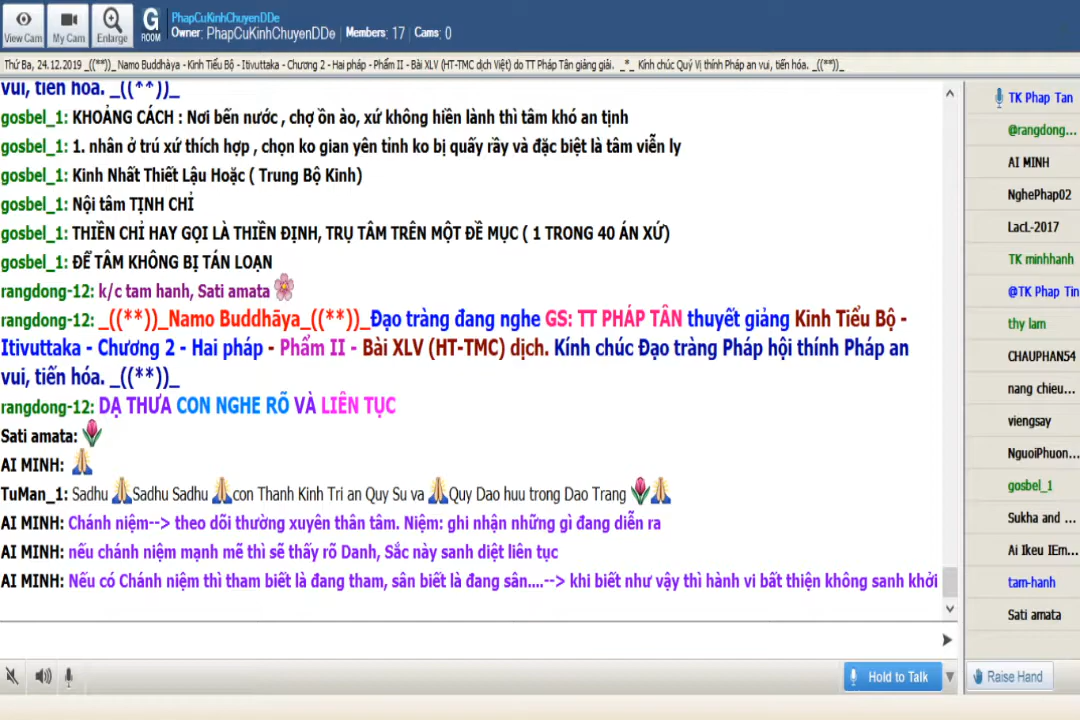 PhapCuKinhChuyenDDe
G
ROOM
Owner: PhapCuKinhChuyenDDe Members: 17 Cams: 0
View Cam My Cam Enlarge
Thứ Ba, 24.12.2019 _((**))_ Namo Buddhàya - Kinh Tiểu Bộ - Itivuttaka - Chương 2 - Hai pháp - Phẩm II - Bài XLV (HT-TMC dịch Việt) do TT Pháp Tân giảng giải. _*_ Kính chúc Quý Vị thính Pháp an vui, tiến hóa. _((**))_
vui, tiến hóa. _((**))_
gosbel_1: KHOẢNG CÁCH : Nơi bến nước , chợ ồn ào, xứ không hiền lành thì tâm khó an tịnh
gosbel_1: 1. nhân ở trú xứ thích hợp , chọn ko gian yên tỉnh ko bị quấy rầy và đặc biệt là tâm viễn ly
gosbel_1: Kinh Nhất Thiết Lậu Hoặc ( Trung Bộ Kinh)
gosbel_1: Nội tâm TỊNH CHỈ
gosbel_1: THIỀN CHỈ HAY GỌI LÀ THIỀN ĐỊNH, TRỤ TÂM TRÊN MỘT ĐỀ MỤC ( 1 TRONG 40 ÁN XỨ)
gosbel_1: ĐỂ TÂM KHÔNG BỊ TÁN LOẠN
rangdong-12: k/c tam hanh, Sati amata
rangdong-12: _((**))_Namo Buddhāya_((**))_Đạo tràng đang nghe GS: TT PHÁP TÂN thuyết giảng Kinh Tiểu Bộ -
Itivuttaka - Chương 2 - Hai pháp - Phẩm II - Bài XLV (HT-TMC) dịch. Kính chúc Đạo tràng Pháp hội thính Pháp an
vui, tiến hóa. _((**))_
rangdong-12: DẠ THƯA CON NGHE RÕ VÀ LIÊN TỤC
Sati amata:
AI MINH:
TuMan_1: Sadhu Sadhu Sadhu con Thanh Kinh Tri an Quy Su va Quy Dao huu trong Dao Trang
AI MINH: Chánh niệm--> theo dõi thường xuyên thân tâm. Niệm: ghi nhận những gì đang diễn ra
AI MINH: nếu chánh niệm mạnh mẽ thì sẽ thấy rõ Danh, Sắc này sanh diệt liên tục
AI MINH: Nếu có Chánh niệm thì tham biết là đang tham, sân biết là đang sân....--> khi biết như vậy thì hành vi bất thiện không sanh khởi
Hold to Talk
TK Phap Tan
@rangdong...
AI MINH
NghePhap02
LacL-2017
TK minhhanh
@TK Phap Tin
thy lam
CHAUPHAN54
nang chieu...
viengsay
NguoiPhuon...
gosbel_1
Sukha and ...
Ai Ikeu IEm...
tam-hanh
Sati amata
Raise Hand